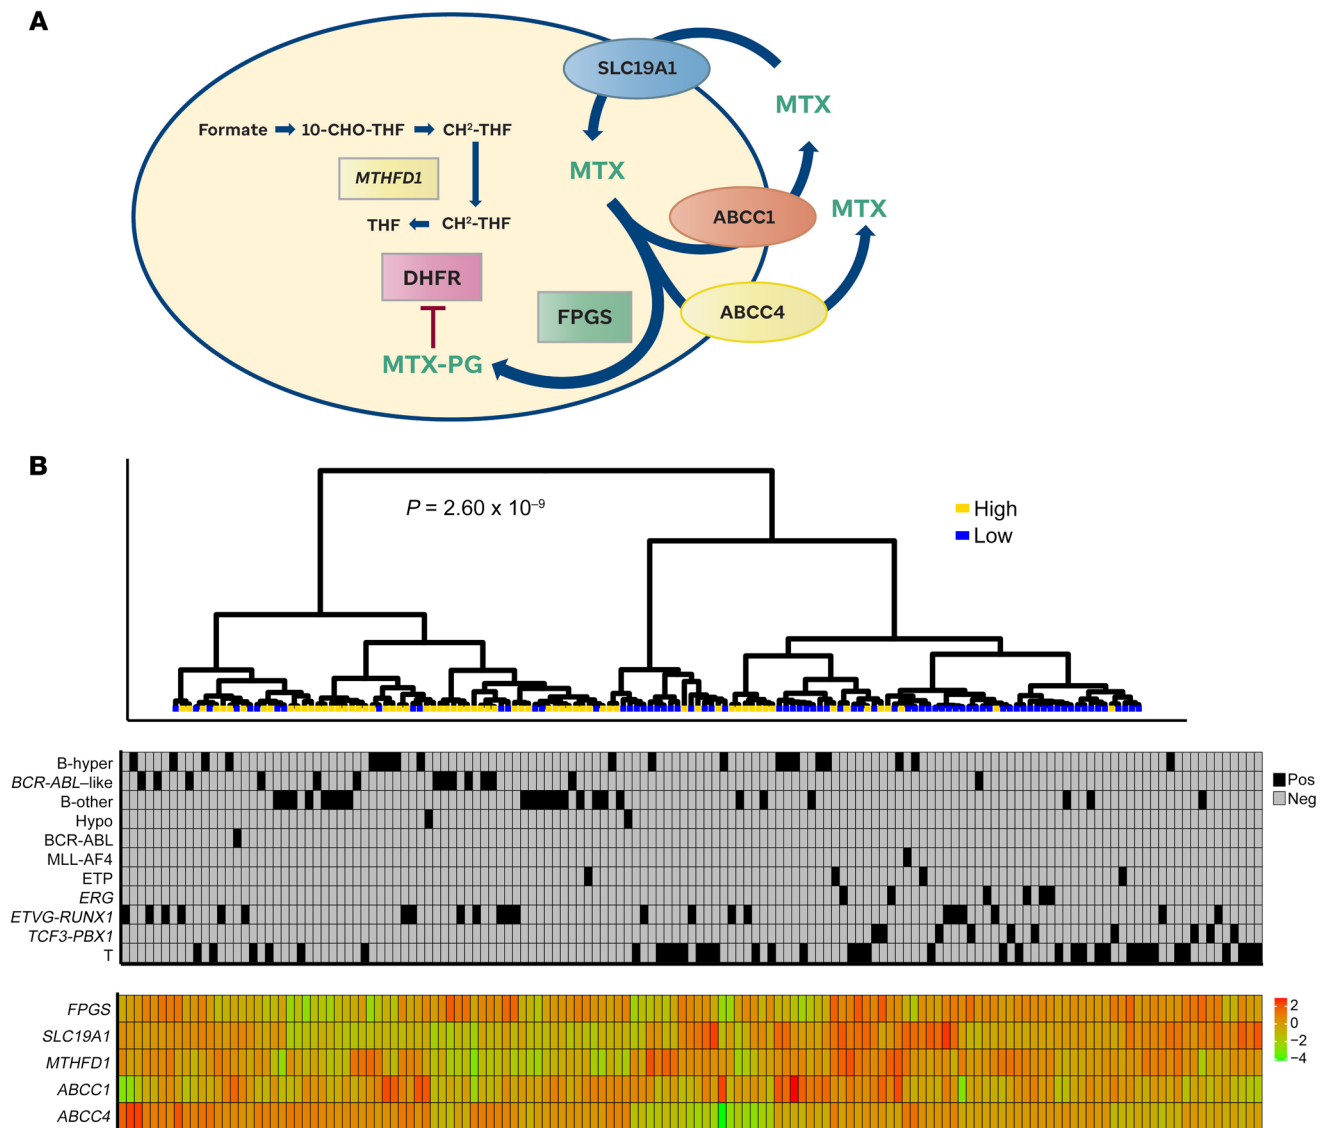 A
SLC19A1
MTX
Formate 10-CHO-THF CH²-THF
MTX
MTHFD1
ABCC1
MTX
THF CH²-THF
DHFR
FPGS
ABCC4
MTX-PG
B
P = 2.60 x 10⁻⁹
High
Low
B-hyper
BCR-ABL–like
B-other
Hypo
BCR-ABL
MLL-AF4
ETP
ERG
ETVG-RUNX1
TCF3-PBX1
T
Pos
Neg
FPGS
SLC19A1
MTHFD1
ABCC1
ABCC4
2
0
−2
−4